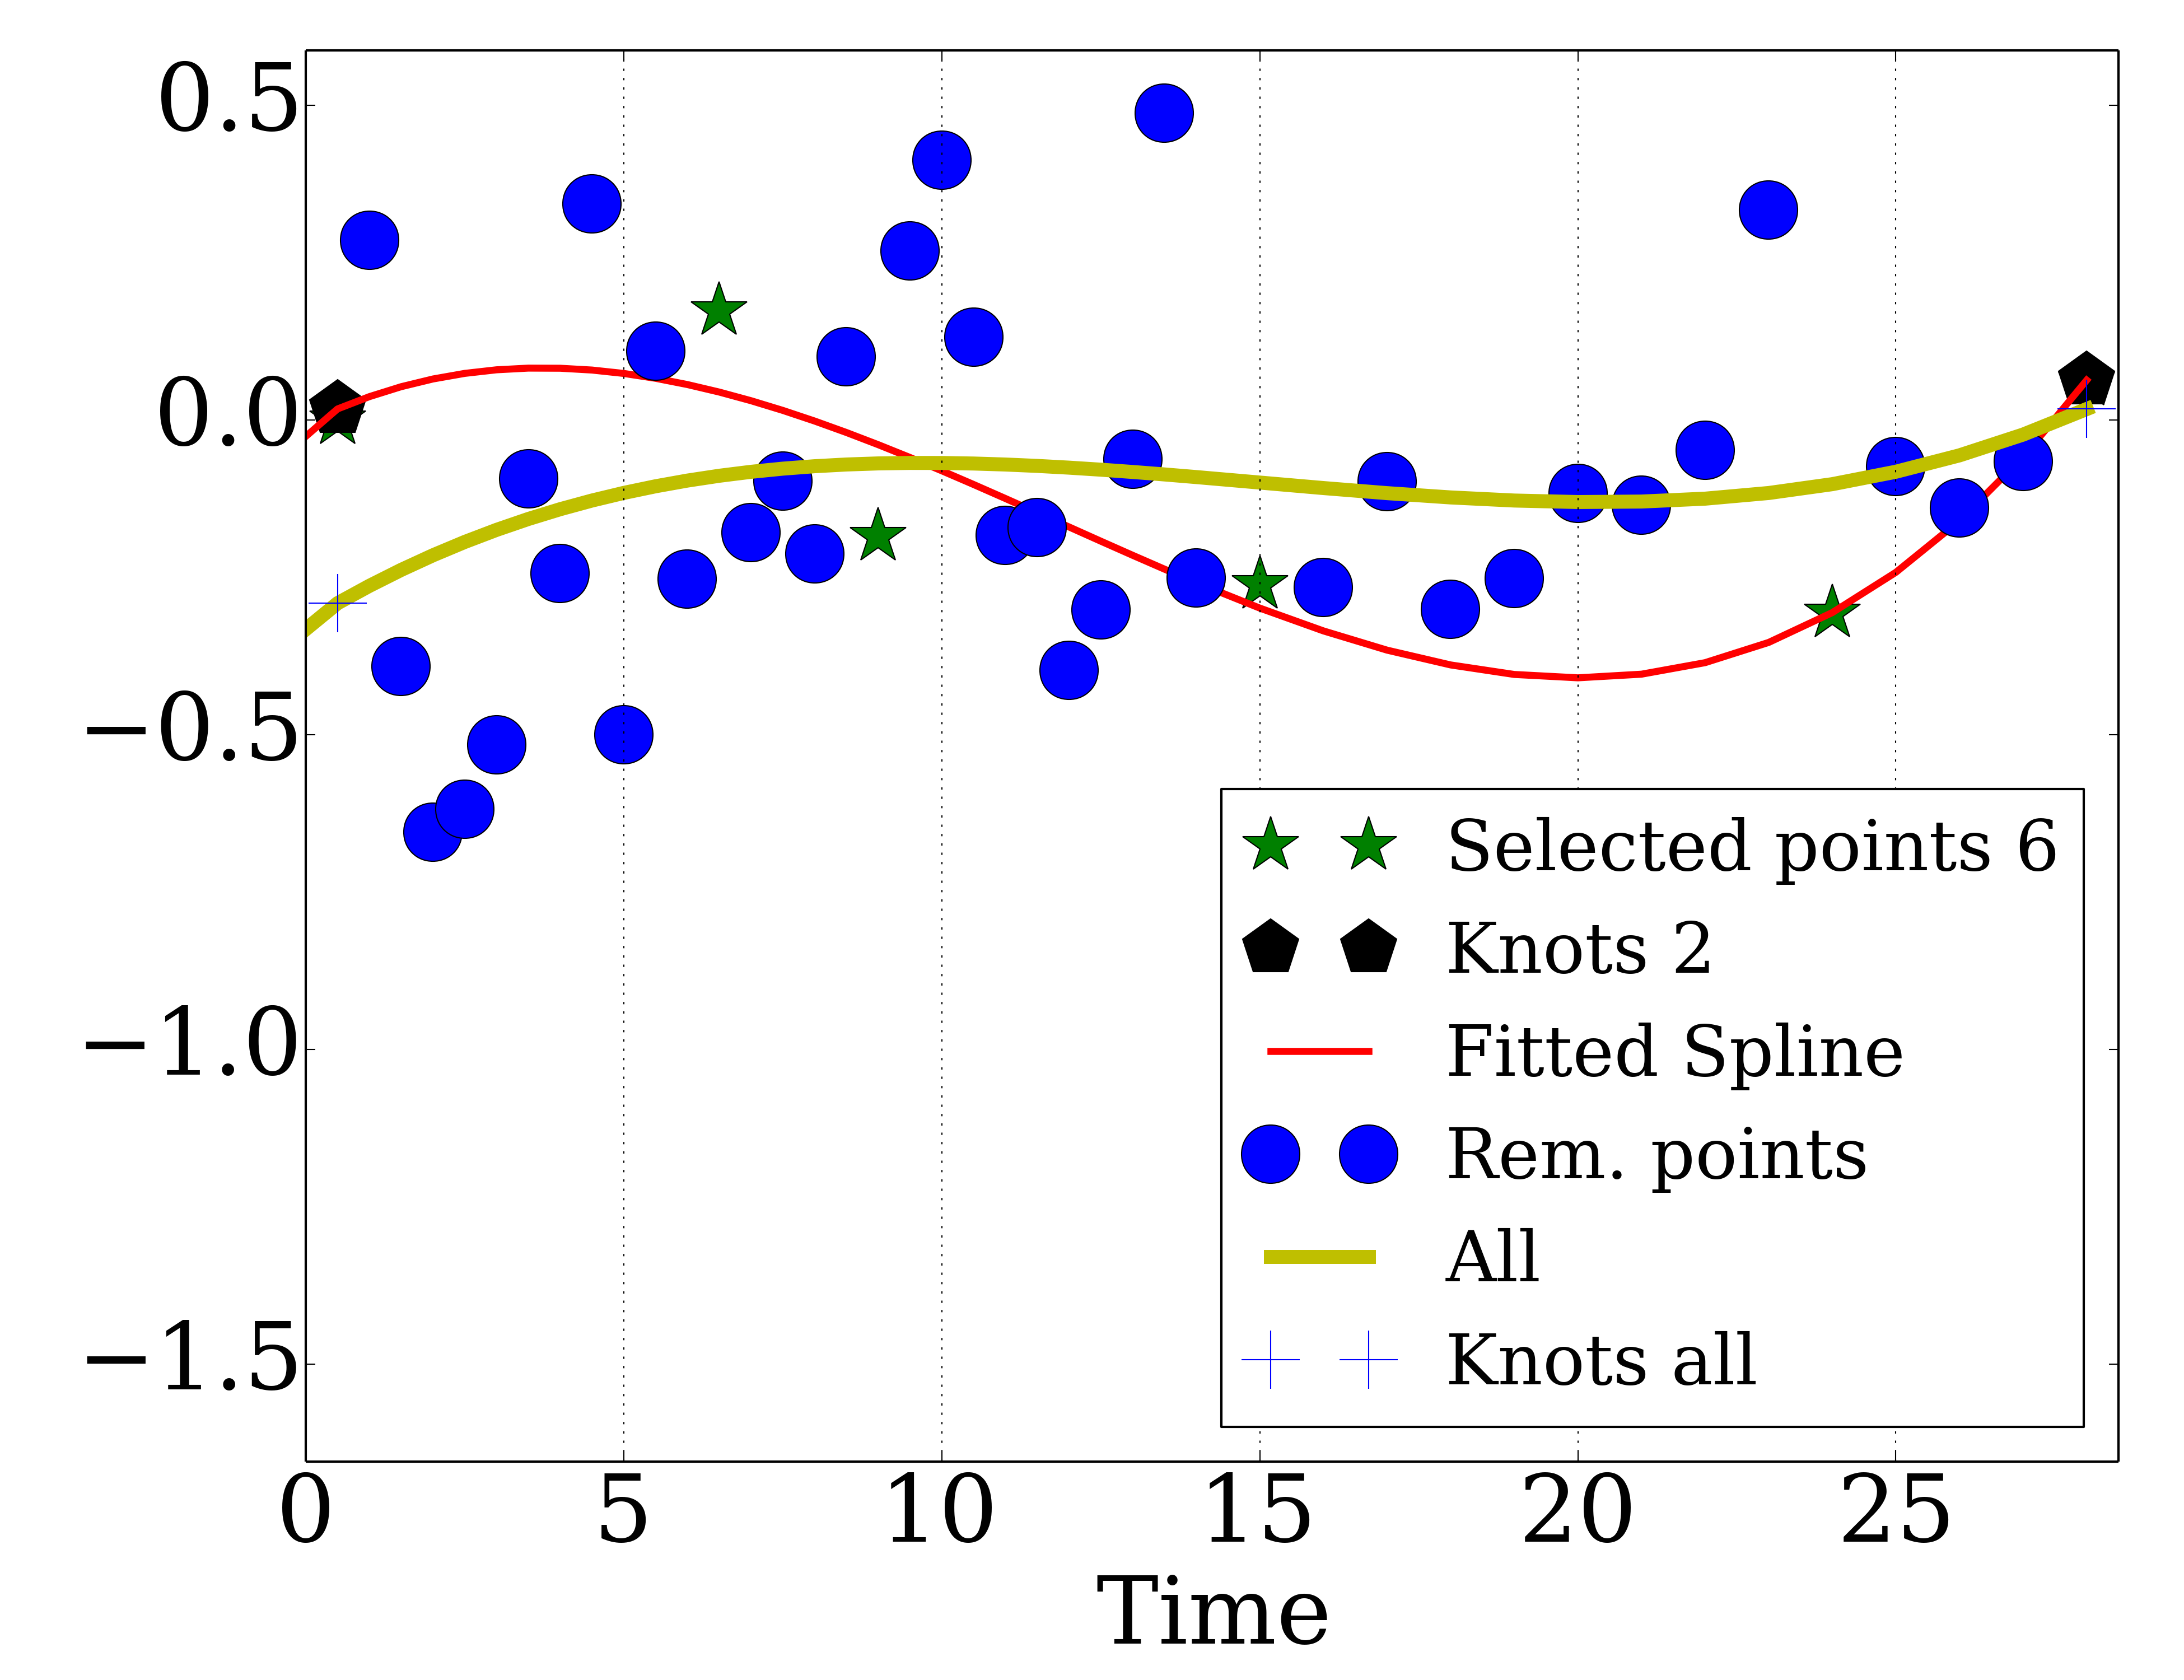 0.5
0.0
−0.5
−1.0
−1.5
Selected points 6
Knots 2
Fitted Spline
Rem. points
All
Knots all
0 5 10 15 20 25
Time